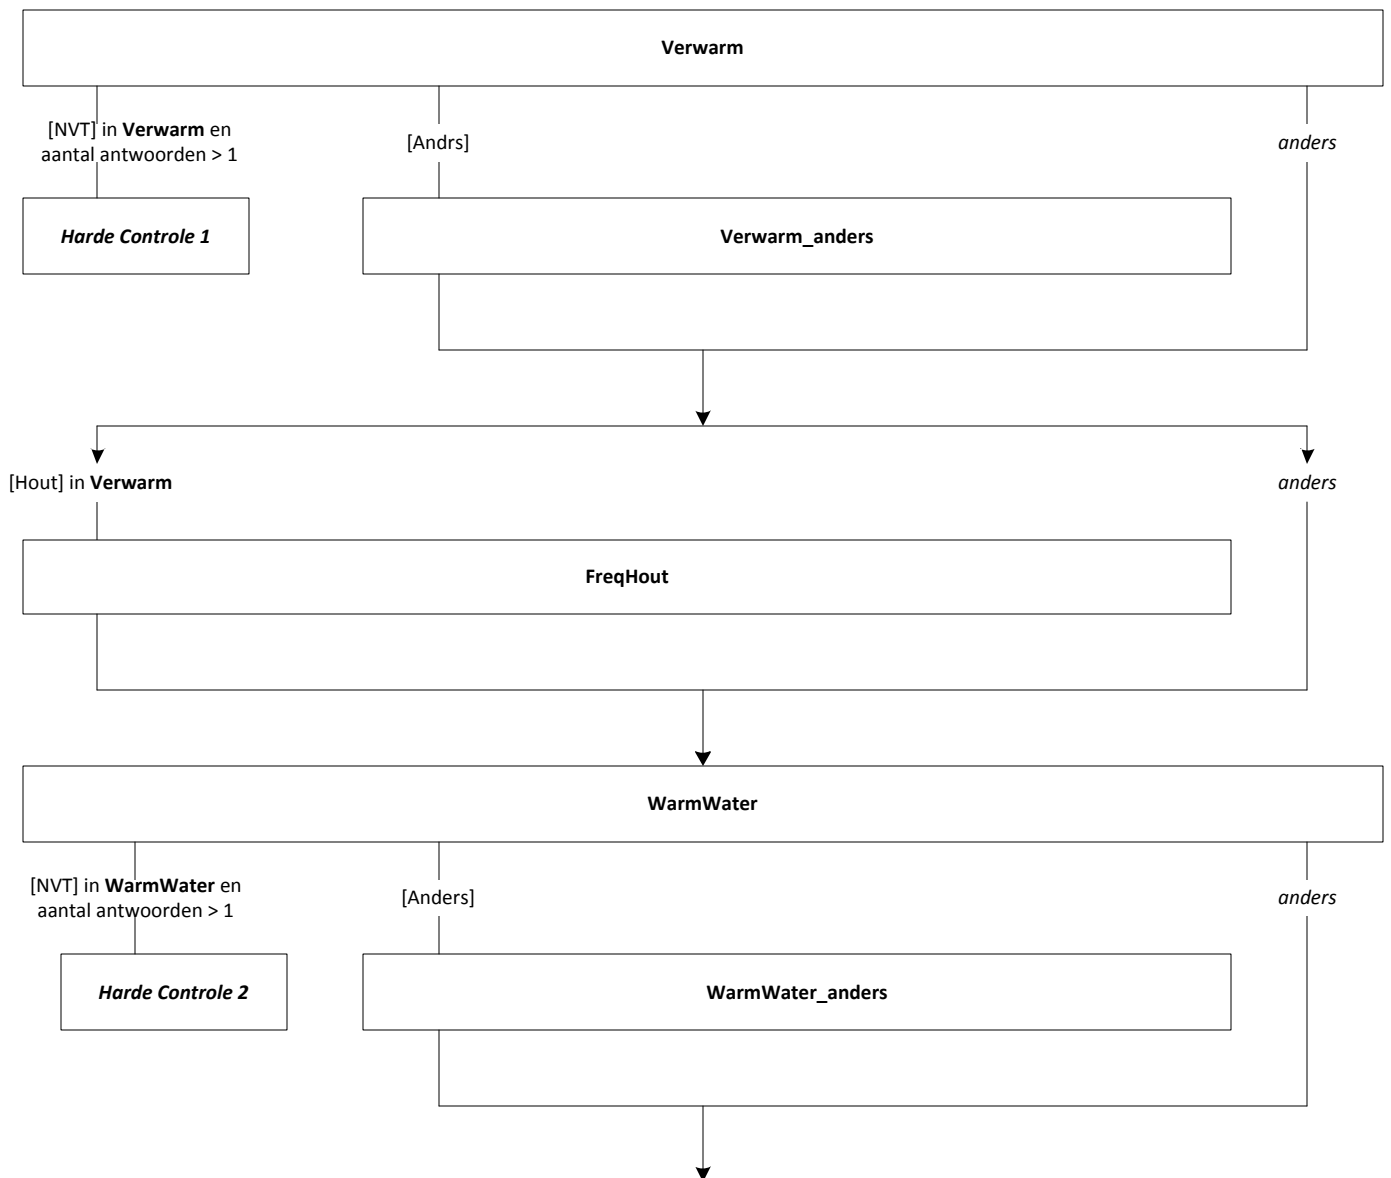 Verwarm
[NVT] in Verwarm en
aantal antwoorden > 1
[Andrs]
anders
Harde Controle 1
Verwarm_anders
[Hout] in Verwarm
anders
FreqHout
WarmWater
[NVT] in WarmWater en
aantal antwoorden > 1
[Anders]
anders
Harde Controle 2
WarmWater_anders